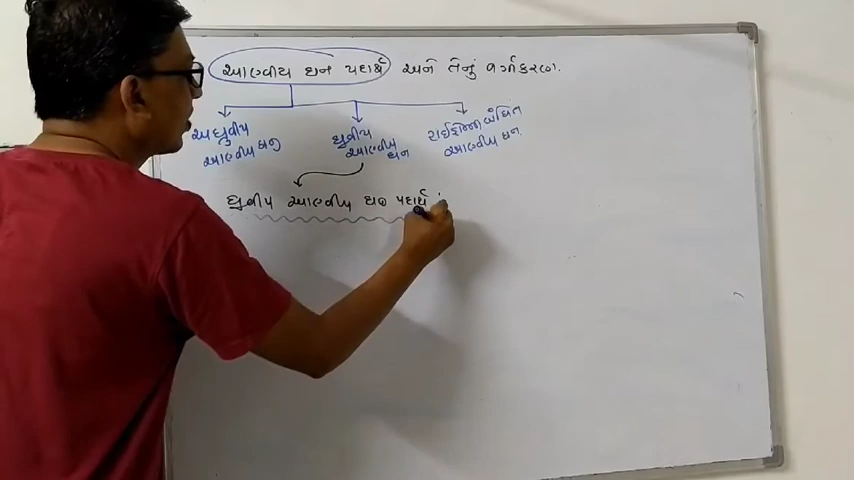 આણ્વીય ઘન પદાર્થ અને તેનું વર્ગીકરણ.
અધ્રુવીય આણ્વીય ઘન
ધ્રુવીય આણ્વીય ઘન
હાઈડ્રોજન બંધિત આણ્વીય ઘન
ધ્રુવીય આણ્વીય ઘન પદાર્થ :